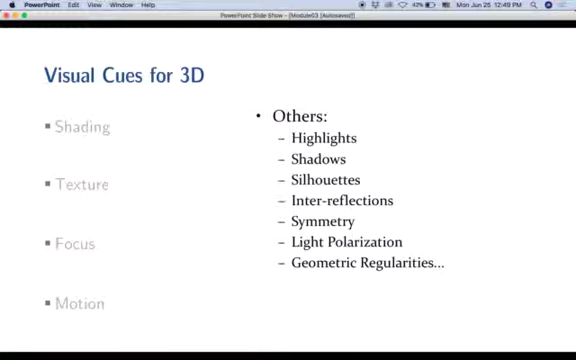 PowerPoint File Edit View Window Help 42% Mon Jun 25 12:49 PM
PowerPoint Slide Show - [Module03 [Autosaved]]
Visual Cues for 3D
▪ Shading
▪ Texture
▪ Focus
▪ Motion
• Others:
– Highlights
– Shadows
– Silhouettes
– Inter-reflections
– Symmetry
– Light Polarization
– Geometric Regularities...